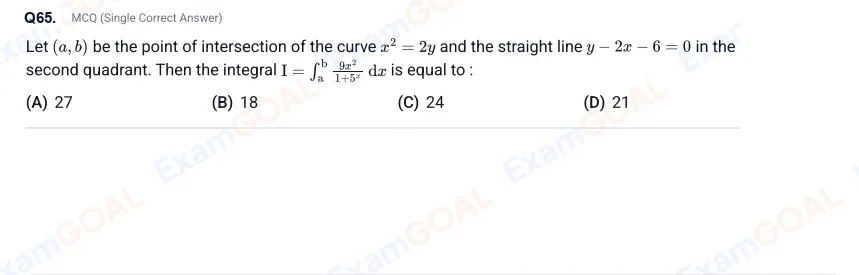 Q65. MCQ (Single Correct Answer)
Let (a, b) be the point of intersection of the curve x² = 2y and the straight line y − 2x − 6 = 0 in the
second quadrant. Then the integral I = ∫ₐᵇ 9x²/(1+5ˣ) dx is equal to :
(A) 27 (B) 18 (C) 24 (D) 21
ExamGOAL
ExamGOAL
ExamGOAL
ExamGOAL
ExamGOAL